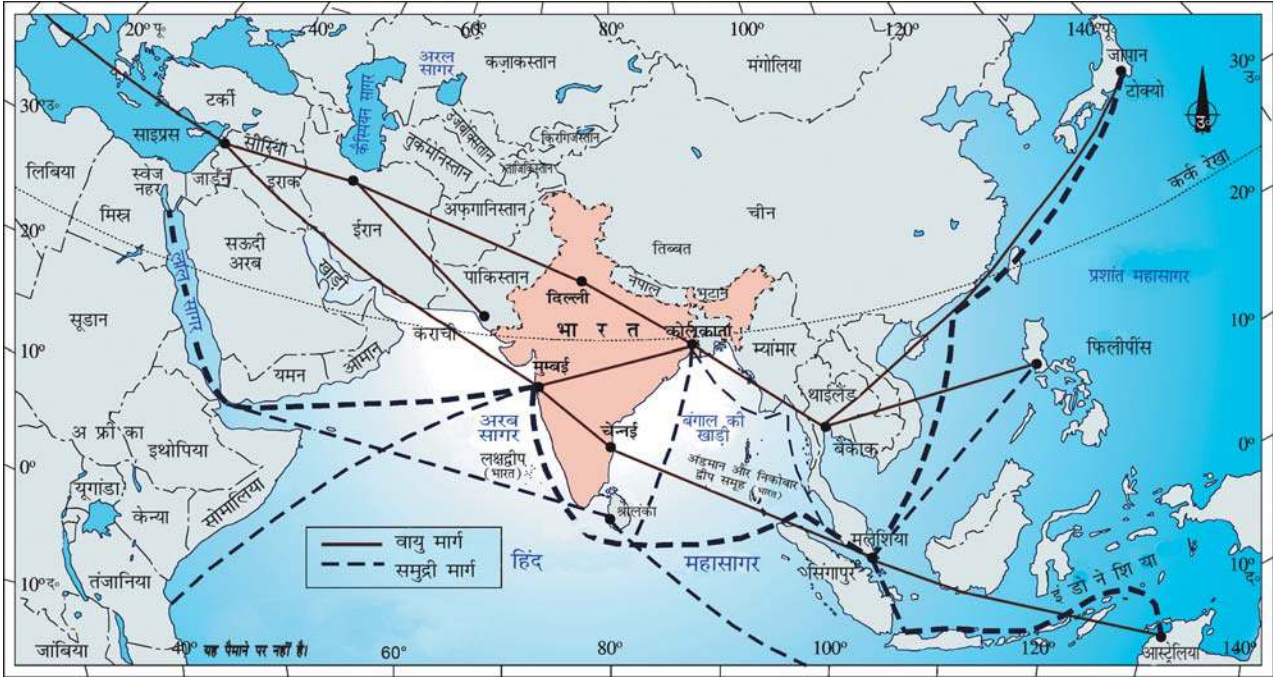 20° पू॰
40°
60°
80°
100°
120°
140°पू॰
जापान
30°
उ॰
टोक्यो
उ॰
अरल
सागर
कज़ाकस्तान
मंगोलिया
टर्की
30°उ॰
कैस्पियन सागर
उज़बेकिस्तान
किरगिजस्तान
साइप्रस
सीरिया
तुर्कमेनिस्तान
ताजिकिस्तान
कर्क रेखा
लिबिया
स्वेज
नहर
जार्डन
इराक
20°
मिस्र
अफ़गानिस्तान
चीन
ईरान
20°
सऊदी
अरब
तिब्बत
खाड़ी
पाकिस्तान
नेपाल
भूटान
प्रशांत महासागर
लाल सागर
दिल्ली
सूडान
कराची
भारत
कोलकाता
म्यांमार
10°
फिलीपींस
10°
ओमान
यमन
मुम्बई
थाईलैंड
अरब
सागर
चेन्नई
बंगाल की
खाड़ी
बैंकॉक
0°
अ फ्री का
इथोपिया
लक्षद्वीप
(भारत)
अंडमान और निकोबार
द्वीप समूह (भारत)
0°
यूगांडा
केन्या
सोमालिया
श्रीलंका
वायु मार्ग
समुद्री मार्ग
हिंद
महासागर
मलेशिया
सिंगापुर
10°
द॰
तंजानिया
10°
द॰
इंडोनेशिया
जांबिया
40°
यह पैमाने पर नहीं है।
60°
80°
100°
120°
140°
आस्ट्रेलिया